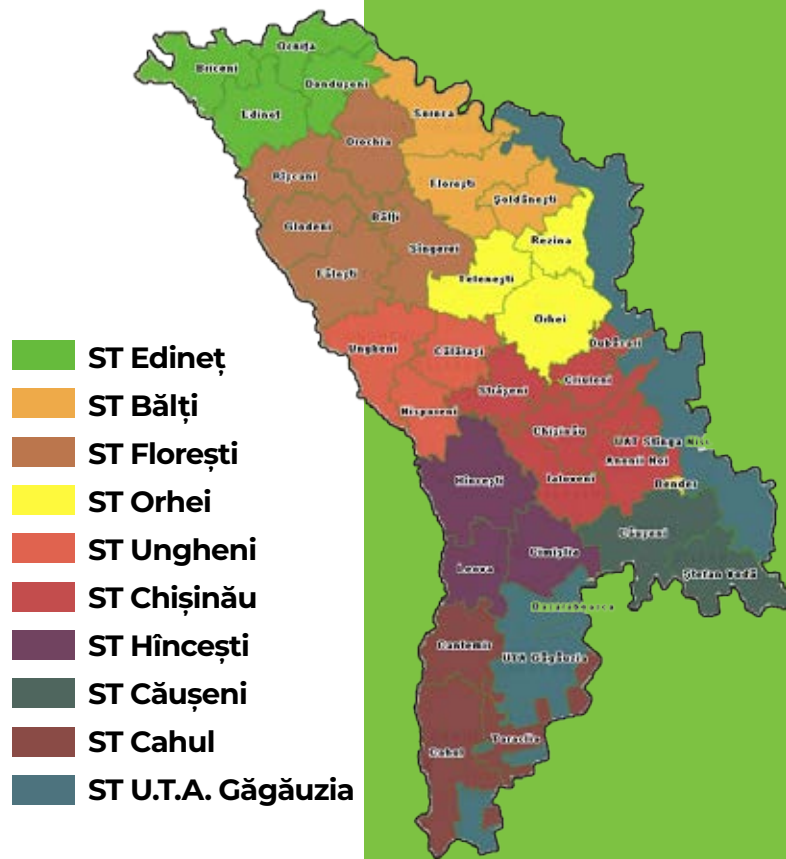 Ocnița
Briceni
Dondușeni
Edineț
Soroca
Drochia
Rîșcani
Florești
Șoldănești
Bălți
Glodeni
Rezina
Sîngerei
Telenești
Fălești
Orhei
Dubăsari
Ungheni
Călărași
Criuleni
Strășeni
Nisporeni
Chișinău
UAT Stînga Nist
Anenii Noi
Hîncești
Ialoveni
Bender
Căușeni
Cimișlia
Leova
Ștefan Vodă
Basarabeasca
Cantemir
UTA Găgăuzia
Taraclia
Cahul
ST Edineț
ST Bălți
ST Florești
ST Orhei
ST Ungheni
ST Chișinău
ST Hîncești
ST Căușeni
ST Cahul
ST U.T.A. Găgăuzia